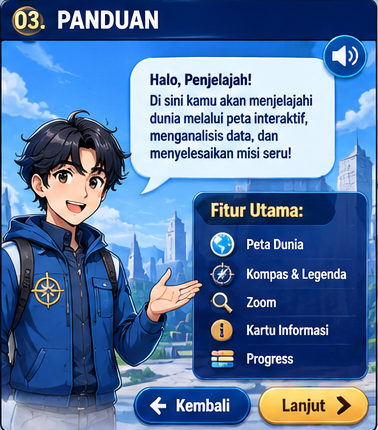 03. PANDUAN
Halo, Penjelajah!
Di sini kamu akan menjelajahi
dunia melalui peta interaktif,
menganalisis data, dan
menyelesaikan misi seru!
Fitur Utama:
Peta Dunia
Kompas & Legenda
Zoom
Kartu Informasi
Progress
Kembali
Lanjut